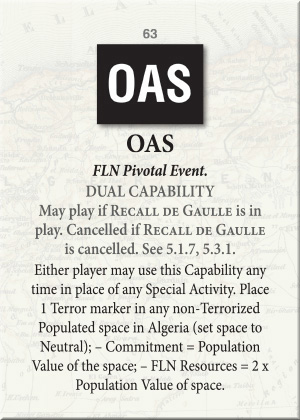 63
OAS
OAS
FLN Pivotal Event.
DUAL CAPABILITY
May play if RECALL DE GAULLE is in
play. Cancelled if RECALL DE GAULLE
is cancelled. See 5.1.7, 5.3.1.
Either player may use this Capability any
time in place of any Special Activity. Place
1 Terror marker in any non-Terrorized
Populated space in Algeria (set space to
Neutral); – Commitment = Population
Value of the space; – FLN Resources = 2 x
Population Value of space.